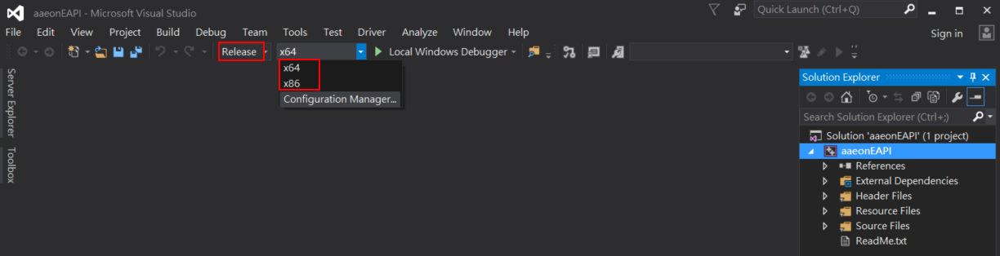 aaeonEAPI - Microsoft Visual Studio
Quick Launch (Ctrl+Q)
File Edit View Project Build Debug Team Tools Test Driver Analyze Window Help
Sign in
Release x64 Local Windows Debugger
x64
x86
Configuration Manager...
Server Explorer
Toolbox
Solution Explorer
Search Solution Explorer (Ctrl+;)
Solution 'aaeonEAPI' (1 project)
aaeonEAPI
References
External Dependencies
Header Files
Resource Files
Source Files
ReadMe.txt